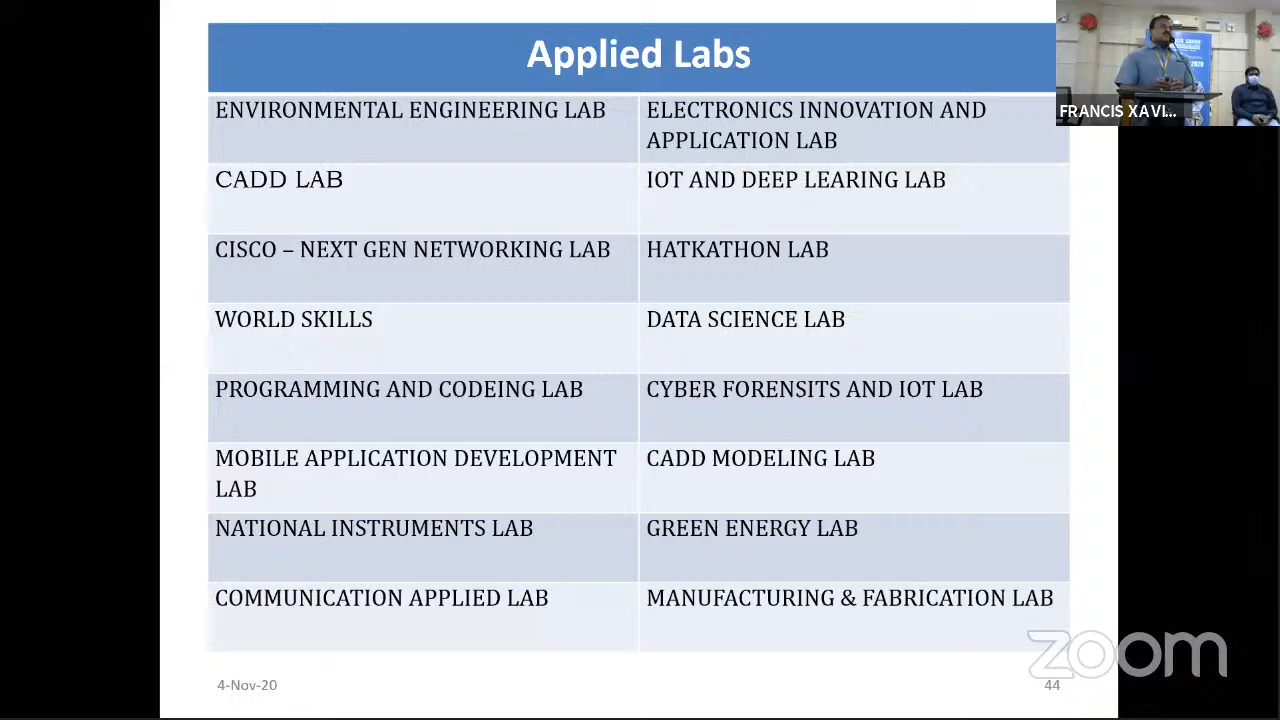 Applied Labs
ENVIRONMENTAL ENGINEERING LAB
ELECTRONICS INNOVATION AND
APPLICATION LAB
CADD LAB
IOT AND DEEP LEARING LAB
CISCO – NEXT GEN NETWORKING LAB
HATKATHON LAB
WORLD SKILLS
DATA SCIENCE LAB
PROGRAMMING AND CODEING LAB
CYBER FORENSITS AND IOT LAB
MOBILE APPLICATION DEVELOPMENT
LAB
CADD MODELING LAB
NATIONAL INSTRUMENTS LAB
GREEN ENERGY LAB
COMMUNICATION APPLIED LAB
MANUFACTURING & FABRICATION LAB
4-Nov-20
44
FRANCIS XAVI...
zoom